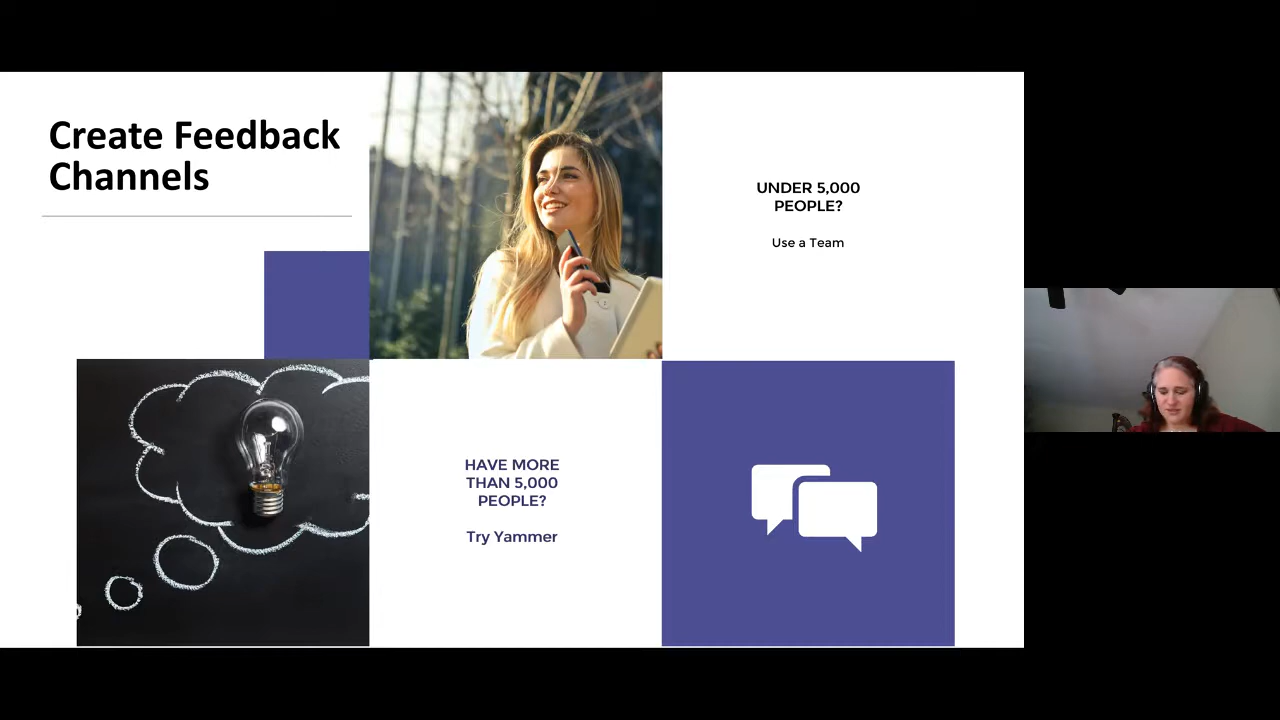 Create Feedback
Channels
UNDER 5,000
PEOPLE?
Use a Team
HAVE MORE
THAN 5,000
PEOPLE?
Try Yammer